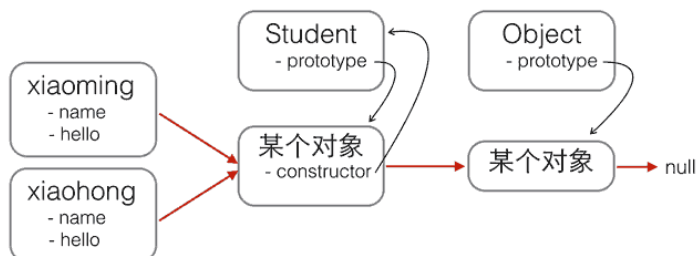 xiaoming
- name
- hello
xiaohong
- name
- hello
Student
- prototype
某个对象
- constructor
Object
- prototype
某个对象
null